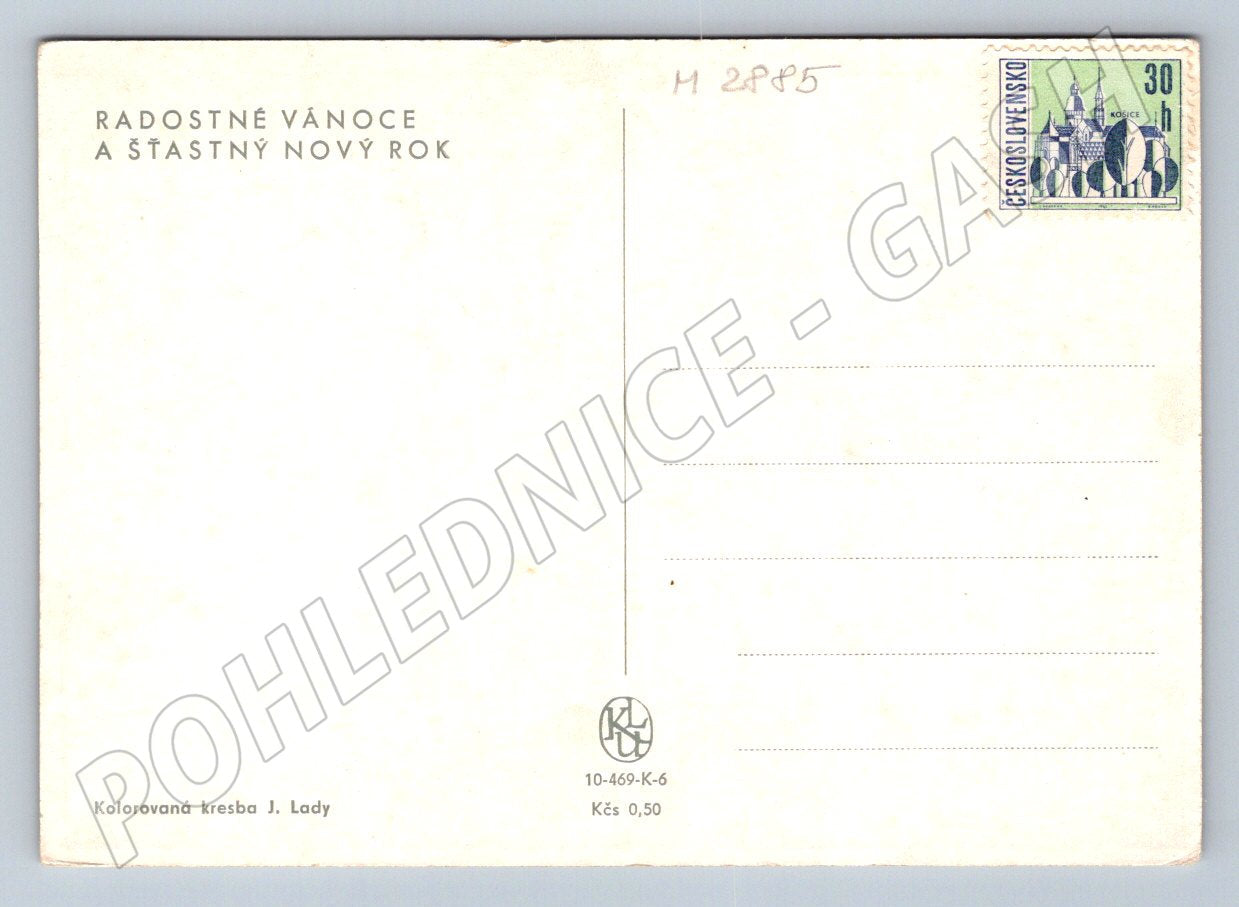 RADOSTNÉ VÁNOCE
A ŠŤASTNÝ NOVÝ ROK
M 2885
ČESKOSLOVENSKO
30
h
KOŠICE
POHLEDNICE - GASH
KLU
10-469-K-6
Kčs 0,50
Kolorovaná kresba J. Lady